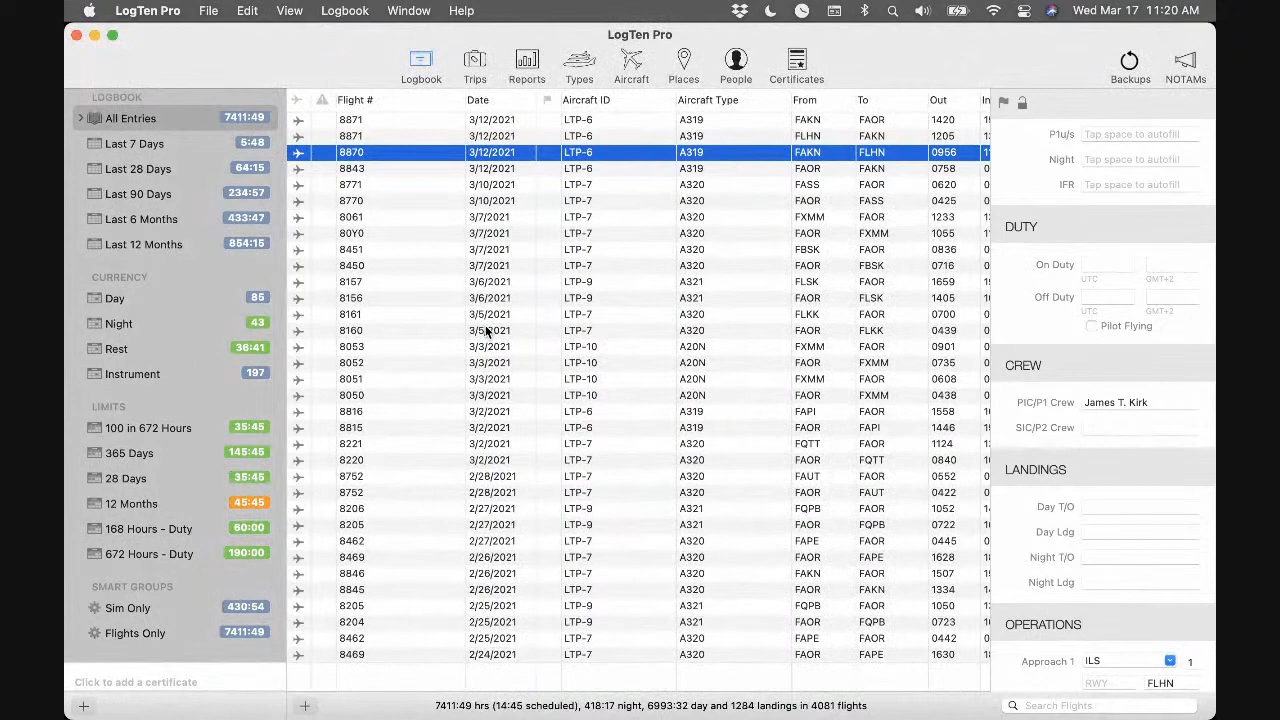 LogTen Pro File Edit View Logbook Window Help Wed Mar 17 11:20 AM
LogTen Pro
Logbook Trips Reports Types Aircraft Places People Certificates Backups NOTAMs
LOGBOOK
All Entries 7411:49
Last 7 Days 5:48
Last 28 Days 64:15
Last 90 Days 234:57
Last 6 Months 433:47
Last 12 Months 854:15
CURRENCY
Day 85
Night 43
Rest 36:41
Instrument 197
LIMITS
100 in 672 Hours 35:45
365 Days 145:45
28 Days 35:45
12 Months 45:45
168 Hours - Duty 60:00
672 Hours - Duty 190:00
SMART GROUPS
Sim Only 430:54
Flights Only 7411:49
Click to add a certificate
Flight # Date Aircraft ID Aircraft Type From To Out In
8871 3/12/2021 LTP-6 A319 FAKN FAOR 1420
8871 3/12/2021 LTP-6 A319 FLHN FAKN 1205
8870 3/12/2021 LTP-6 A319 FAKN FLHN 0956
8843 3/12/2021 LTP-6 A319 FAOR FAKN 0758
8771 3/10/2021 LTP-7 A320 FASS FAOR 0620
8770 3/10/2021 LTP-7 A320 FAOR FASS 0425
8061 3/7/2021 LTP-7 A320 FXMM FAOR 1233
80Y0 3/7/2021 LTP-7 A320 FAOR FXMM 1055
8451 3/7/2021 LTP-7 A320 FBSK FAOR 0836
8450 3/7/2021 LTP-7 A320 FAOR FBSK 0716
8157 3/6/2021 LTP-9 A321 FLSK FAOR 1659
8156 3/6/2021 LTP-9 A321 FAOR FLSK 1405
8161 3/5/2021 LTP-7 A320 FLKK FAOR 0700
8160 3/5/2021 LTP-7 A320 FAOR FLKK 0439
8053 3/3/2021 LTP-10 A20N FXMM FAOR 0901
8052 3/3/2021 LTP-10 A20N FAOR FXMM 0735
8051 3/3/2021 LTP-10 A20N FXMM FAOR 0608
8050 3/3/2021 LTP-10 A20N FAOR FXMM 0438
8816 3/2/2021 LTP-6 A319 FAPI FAOR 1558
8815 3/2/2021 LTP-6 A319 FAOR FAPI 1446
8221 3/2/2021 LTP-7 A320 FQTT FAOR 1124
8220 3/2/2021 LTP-7 A320 FAOR FQTT 0840
8752 2/28/2021 LTP-7 A320 FAUT FAOR 0552
8752 2/28/2021 LTP-7 A320 FAOR FAUT 0422
8206 2/27/2021 LTP-9 A321 FQPB FAOR 1052
8205 2/27/2021 LTP-9 A321 FAOR FQPB 0722
8462 2/27/2021 LTP-7 A320 FAPE FAOR 0445
8469 2/26/2021 LTP-7 A320 FAOR FAPE 1628
8846 2/26/2021 LTP-7 A320 FAKN FAOR 1507
8845 2/26/2021 LTP-7 A320 FAOR FAKN 1334
8205 2/25/2021 LTP-9 A321 FQPB FAOR 1050
8204 2/25/2021 LTP-9 A321 FAOR FQPB 0723
8462 2/25/2021 LTP-7 A320 FAPE FAOR 0442
8469 2/24/2021 LTP-7 A320 FAOR FAPE 1630
7411:49 hrs (14:45 scheduled), 418:17 night, 6993:32 day and 1284 landings in 4081 flights
P1u/s Tap space to autofill
Night Tap space to autofill
IFR Tap space to autofill
DUTY
On Duty
UTC GMT+2
Off Duty
UTC GMT+2
Pilot Flying
CREW
PIC/P1 Crew James T. Kirk
SIC/P2 Crew
LANDINGS
Day T/O
Day Ldg
Night T/O
Night Ldg
OPERATIONS
Approach 1 ILS 1
RWY FLHN
Search Flights